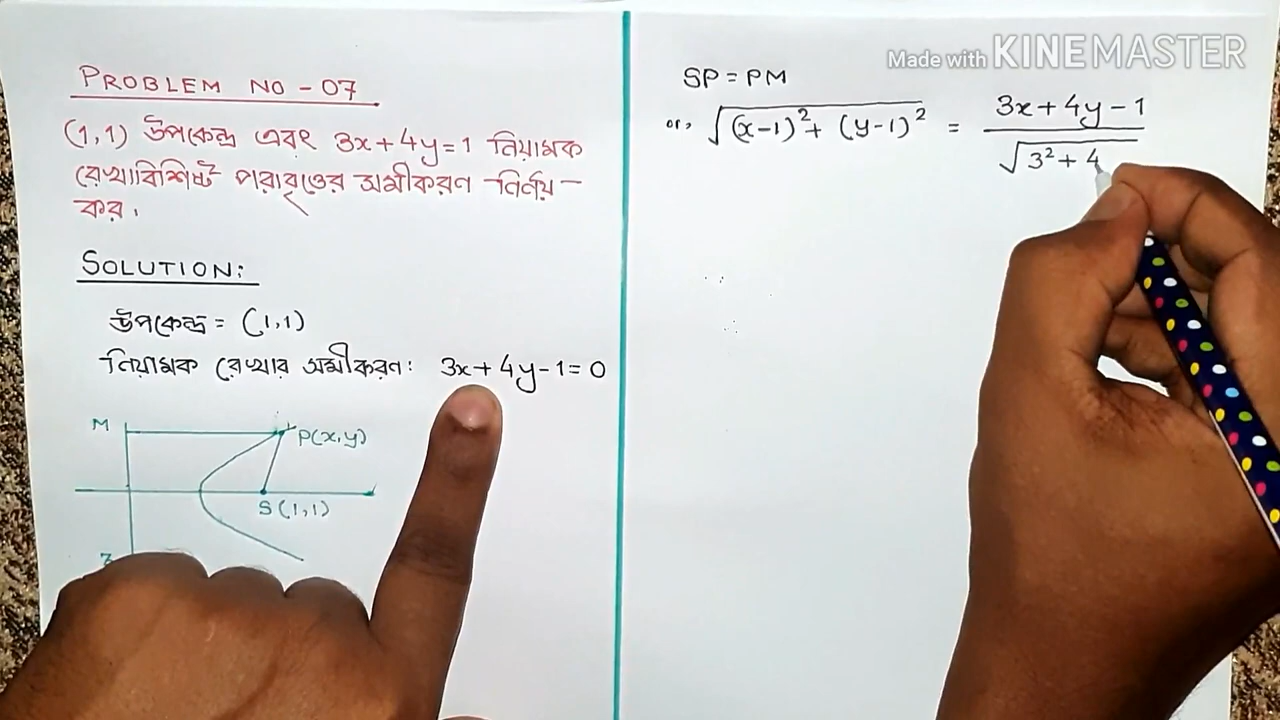 PROBLEM NO - 07
(1,1) উপকেন্দ্র এবং 3x+4y=1 নিয়ামক
রেখাবিশিষ্ট পরাবৃত্তের সমীকরণ নির্ণয়
কর।
SOLUTION:
উপকেন্দ্র = (1,1)
নিয়ামক রেখার সমীকরণঃ 3x+4y-1=0
M
P(x,y)
S(1,1)
Z
Made with KINEMASTER
SP = PM
or, √(x-1)²+(y-1)² = 3x+4y-1
√3²+4